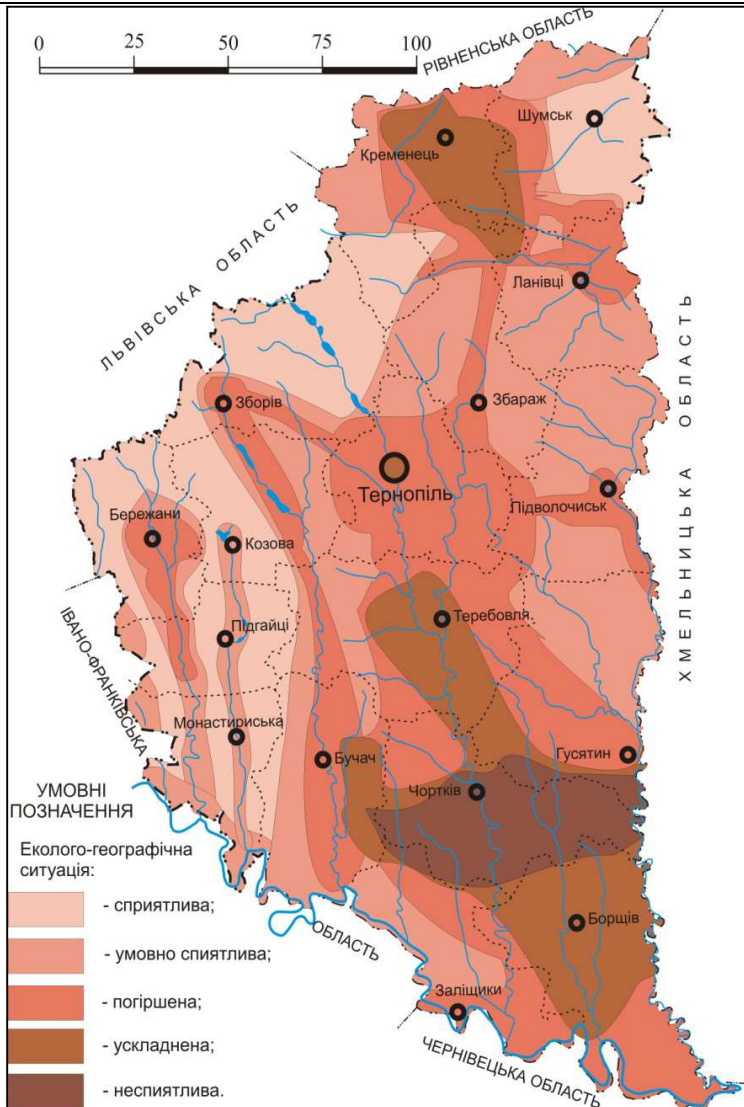 0 25 50 75 100
РІВНЕНСЬКА ОБЛАСТЬ
Шумськ
Кременець
ЛЬВІВСЬКА ОБЛАСТЬ
Ланівці
ХМЕЛЬНИЦЬКА ОБЛАСТЬ
Зборів
Збараж
Тернопіль
Підволочиськ
Бережани
Козова
Теребовля
Підгайці
ІВАНО-ФРАНКІВСЬКА
Монастириська
Бучач
Гусятин
Чортків
Борщів
ОБЛАСТЬ
Заліщики
ЧЕРНІВЕЦЬКА ОБЛАСТЬ
УМОВНІ
ПОЗНАЧЕННЯ
Еколого-географічна
ситуація:
- сприятлива;
- умовно спиятлива;
- погіршена;
- ускладнена;
- неспиятлива.